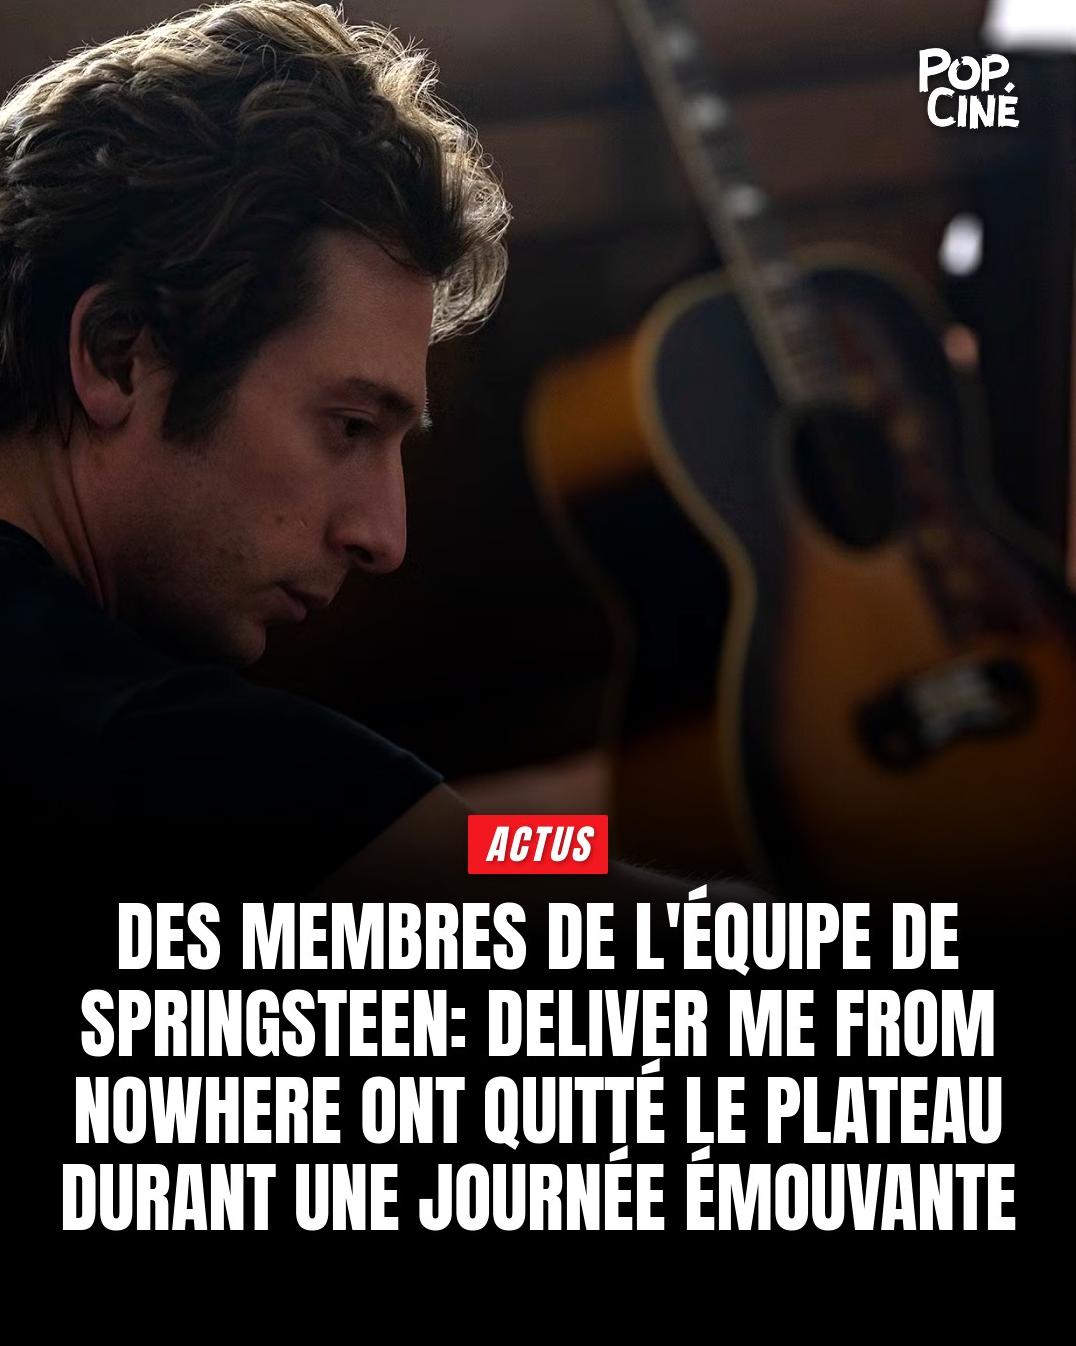 POP.
CINÉ
ACTUS
DES MEMBRES DE L'ÉQUIPE DE
SPRINGSTEEN: DELIVER ME FROM
NOWHERE ONT QUITTÉ LE PLATEAU
DURANT UNE JOURNÉE ÉMOUVANTE